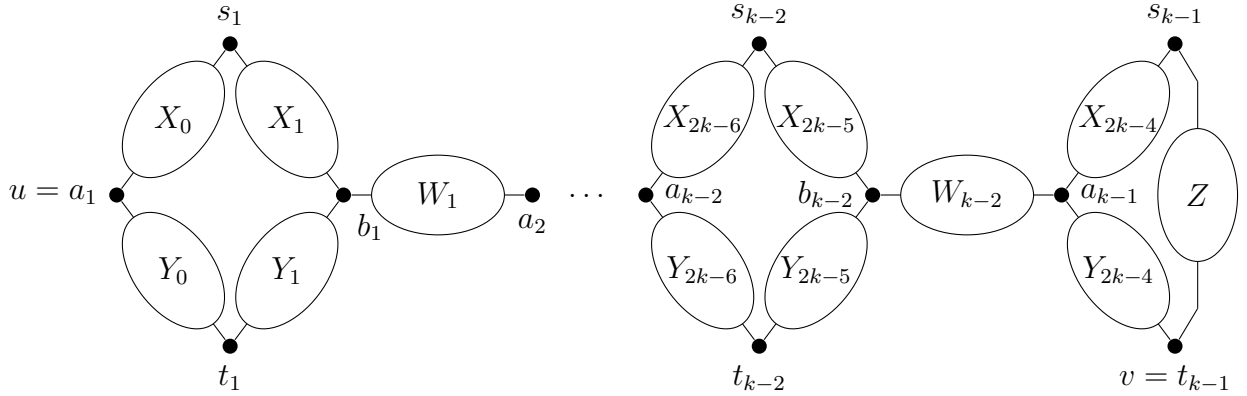 s_1 s_{k−2} s_{k−1}
X_0 X_1 X_{2k−6} X_{2k−5} X_{2k−4}
u = a_1 b_1 W_1 a_2 ⋯ a_{k−2} b_{k−2} W_{k−2} a_{k−1} Z
Y_0 Y_1 Y_{2k−6} Y_{2k−5} Y_{2k−4}
t_1 t_{k−2} v = t_{k−1}